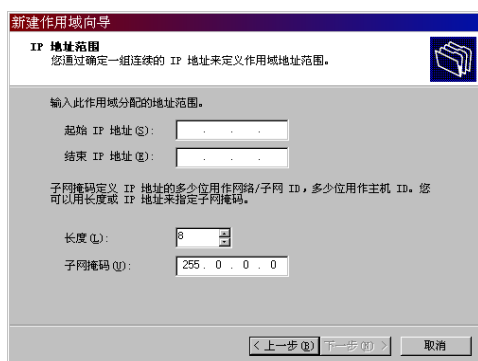 新建作用域向导
IP 地址范围
您通过确定一组连续的 IP 地址来定义作用域地址范围。
输入此作用域分配的地址范围。
起始 IP 地址(S):
结束 IP 地址(E):
子网掩码定义 IP 地址的多少位用作网络/子网 ID，多少位用作主机 ID。您
可以用长度或 IP 地址来指定子网掩码。
长度(L): 8
子网掩码(U): 255. 0 . 0 . 0
< 上一步(B) 下一步(N) > 取消